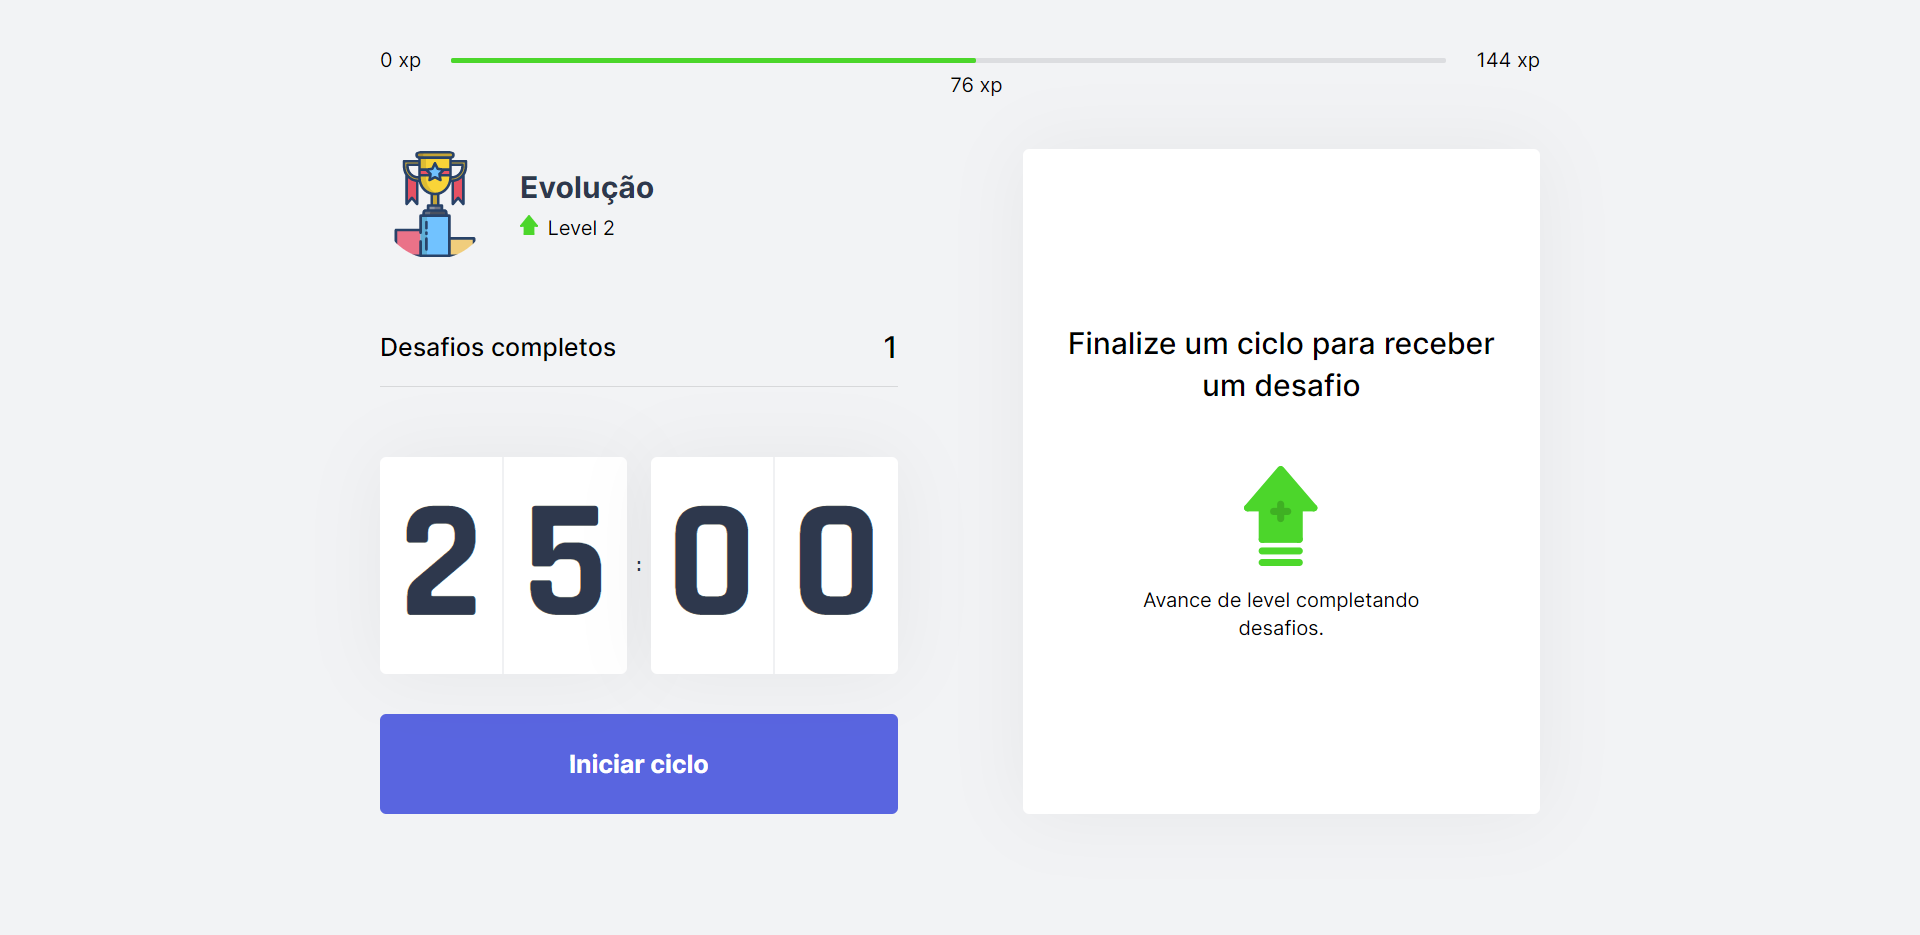 0 xp
144 xp
76 xp
Evolução
Level 2
Desafios completos
1
25:00
Iniciar ciclo
Finalize um ciclo para receber
um desafio
Avance de level completando
desafios.